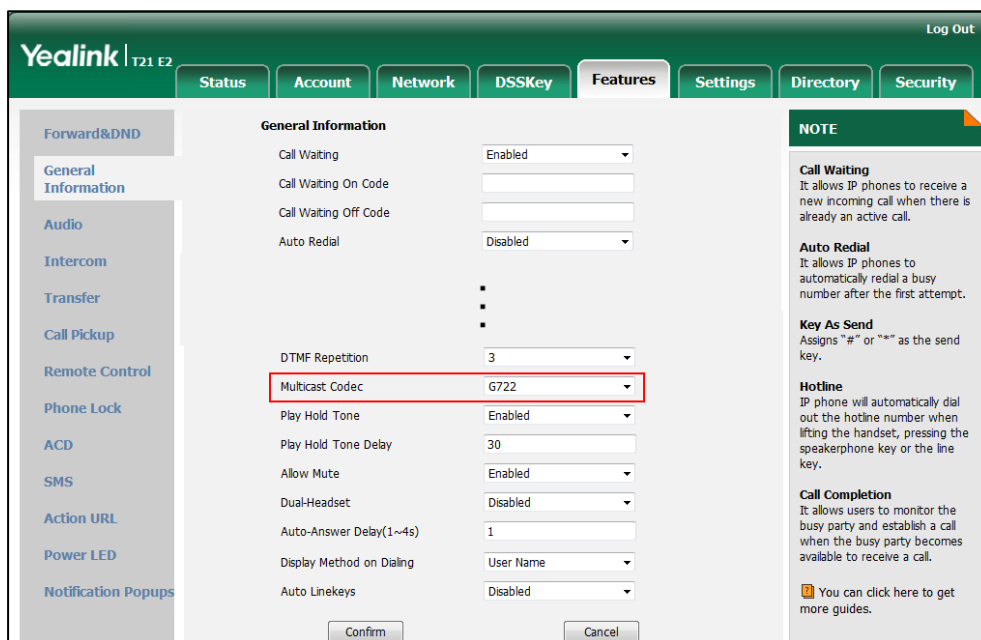 Log Out
Yealink T21 E2
Status Account Network DSSKey Features Settings Directory Security
Forward&DND
General
Information
Audio
Intercom
Transfer
Call Pickup
Remote Control
Phone Lock
ACD
SMS
Action URL
Power LED
Notification Popups
General Information
Call Waiting Enabled
Call Waiting On Code
Call Waiting Off Code
Auto Redial Disabled
DTMF Repetition 3
Multicast Codec G722
Play Hold Tone Enabled
Play Hold Tone Delay 30
Allow Mute Enabled
Dual-Headset Disabled
Auto-Answer Delay(1~4s) 1
Display Method on Dialing User Name
Auto Linekeys Disabled
Confirm Cancel
NOTE
Call Waiting
It allows IP phones to receive a
new incoming call when there is
already an active call.
Auto Redial
It allows IP phones to
automatically redial a busy
number after the first attempt.
Key As Send
Assigns "#" or "*" as the send
key.
Hotline
IP phone will automatically dial
out the hotline number when
lifting the handset, pressing the
speakerphone key or the line
key.
Call Completion
It allows users to monitor the
busy party and establish a call
when the busy party becomes
available to receive a call.
You can click here to get
more guides.